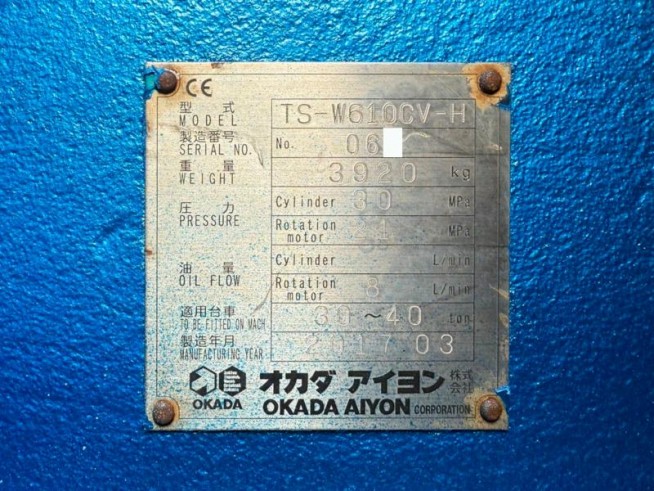 CE
型 式 TS-W610CV-H
MODEL
製造番号 No. 06
SERIAL NO.
重 量 3920 kg
WEIGHT
圧 力 Cylinder 30 MPa
PRESSURE Rotation motor MPa
油 量 Cylinder L/min
OIL FLOW Rotation motor L/min
適用台車 30~40 ton
TO BE FITTED ON MACH
製造年月 2017 03
MANUFACTURING YEAR
オカダ アイヨン 株式会社
OKADA OKADA AIYON CORPORATION